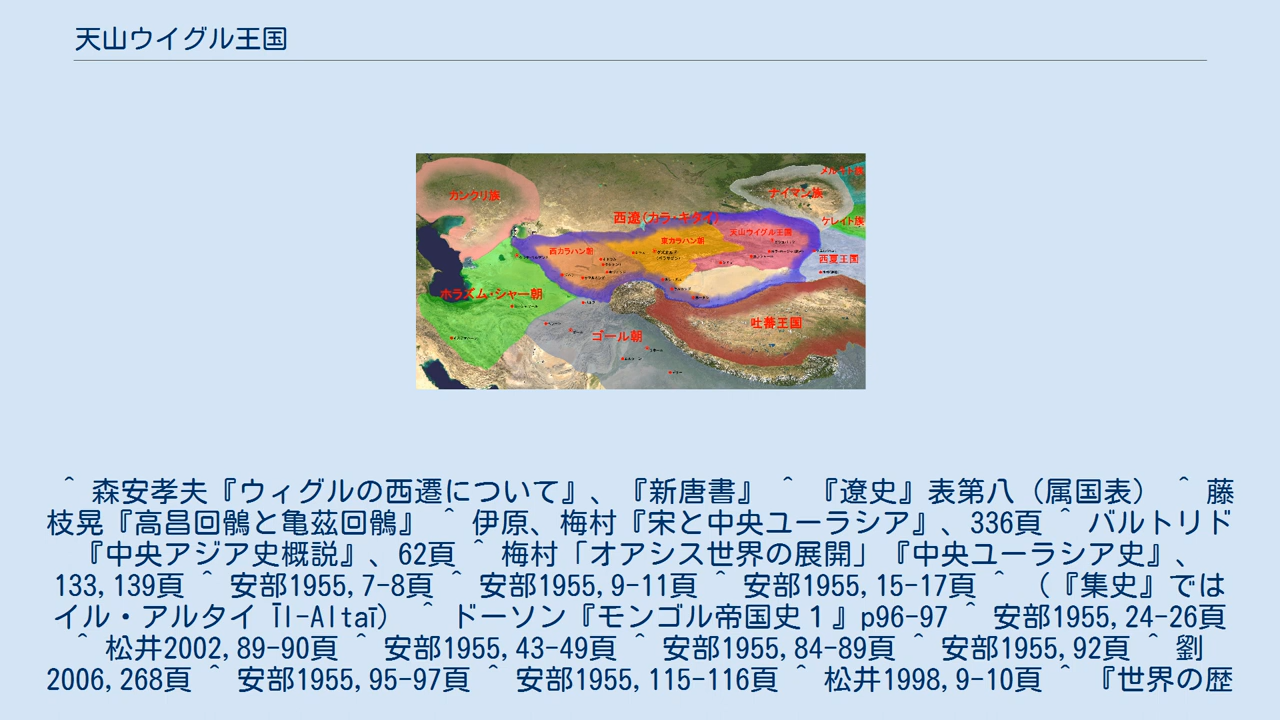 天山ウイグル王国
カンクリ族
メルキト族
ナイマン族
西遼(カラ・キタイ)
ケレイト族
天山ウイグル王国
東カラハン朝
西カラハン朝
西夏王国
ホラズム・シャー朝
吐蕃王国
ゴール朝
^ 森安孝夫『ウィグルの西遷について』、『新唐書』 ^ 『遼史』表第八（属国表） ^ 藤
枝晃『高昌回鶻と亀茲回鶻』 ^ 伊原、梅村『宋と中央ユーラシア』、336頁 ^ バルトリド
『中央アジア史概説』、62頁 ^ 梅村「オアシス世界の展開」『中央ユーラシア史』、
133,139頁 ^ 安部1955,7-8頁 ^ 安部1955,9-11頁 ^ 安部1955,15-17頁 ^ （『集史』では
イル・アルタイ Īl-Altaī） ^ ドーソン『モンゴル帝国史１』p96-97 ^ 安部1955,24-26頁
^ 松井2002,89-90頁 ^ 安部1955,43-49頁 ^ 安部1955,84-89頁 ^ 安部1955,92頁 ^ 劉
2006,268頁 ^ 安部1955,95-97頁 ^ 安部1955,115-116頁 ^ 松井1998,9-10頁 ^ 『世界の歴